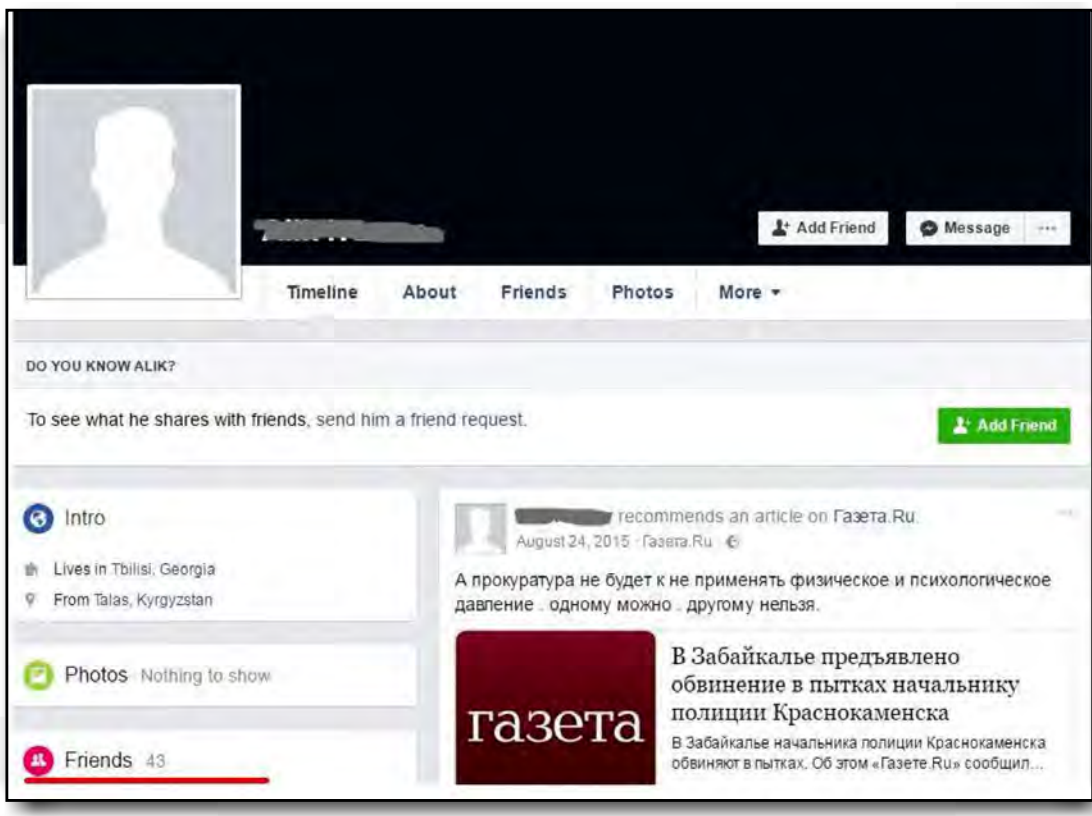 Add Friend
Message
Timeline About Friends Photos More
DO YOU KNOW ALIK?
To see what he shares with friends, send him a friend request.
Add Friend
Intro
Lives in Tbilisi, Georgia
From Talas, Kyrgyzstan
Photos Nothing to show
Friends 43
recommends an article on Газета.Ru.
August 24, 2015 · Газета.Ru ·
А прокуратура не будет к не применять физическое и психологическое
давление . одному можно . другому нельзя.
газета
В Забайкалье предъявлено
обвинение в пытках начальнику
полиции Краснокаменска
В Забайкалье начальника полиции Краснокаменска
обвиняют в пытках. Об этом «Газете.Ru» сообщил...